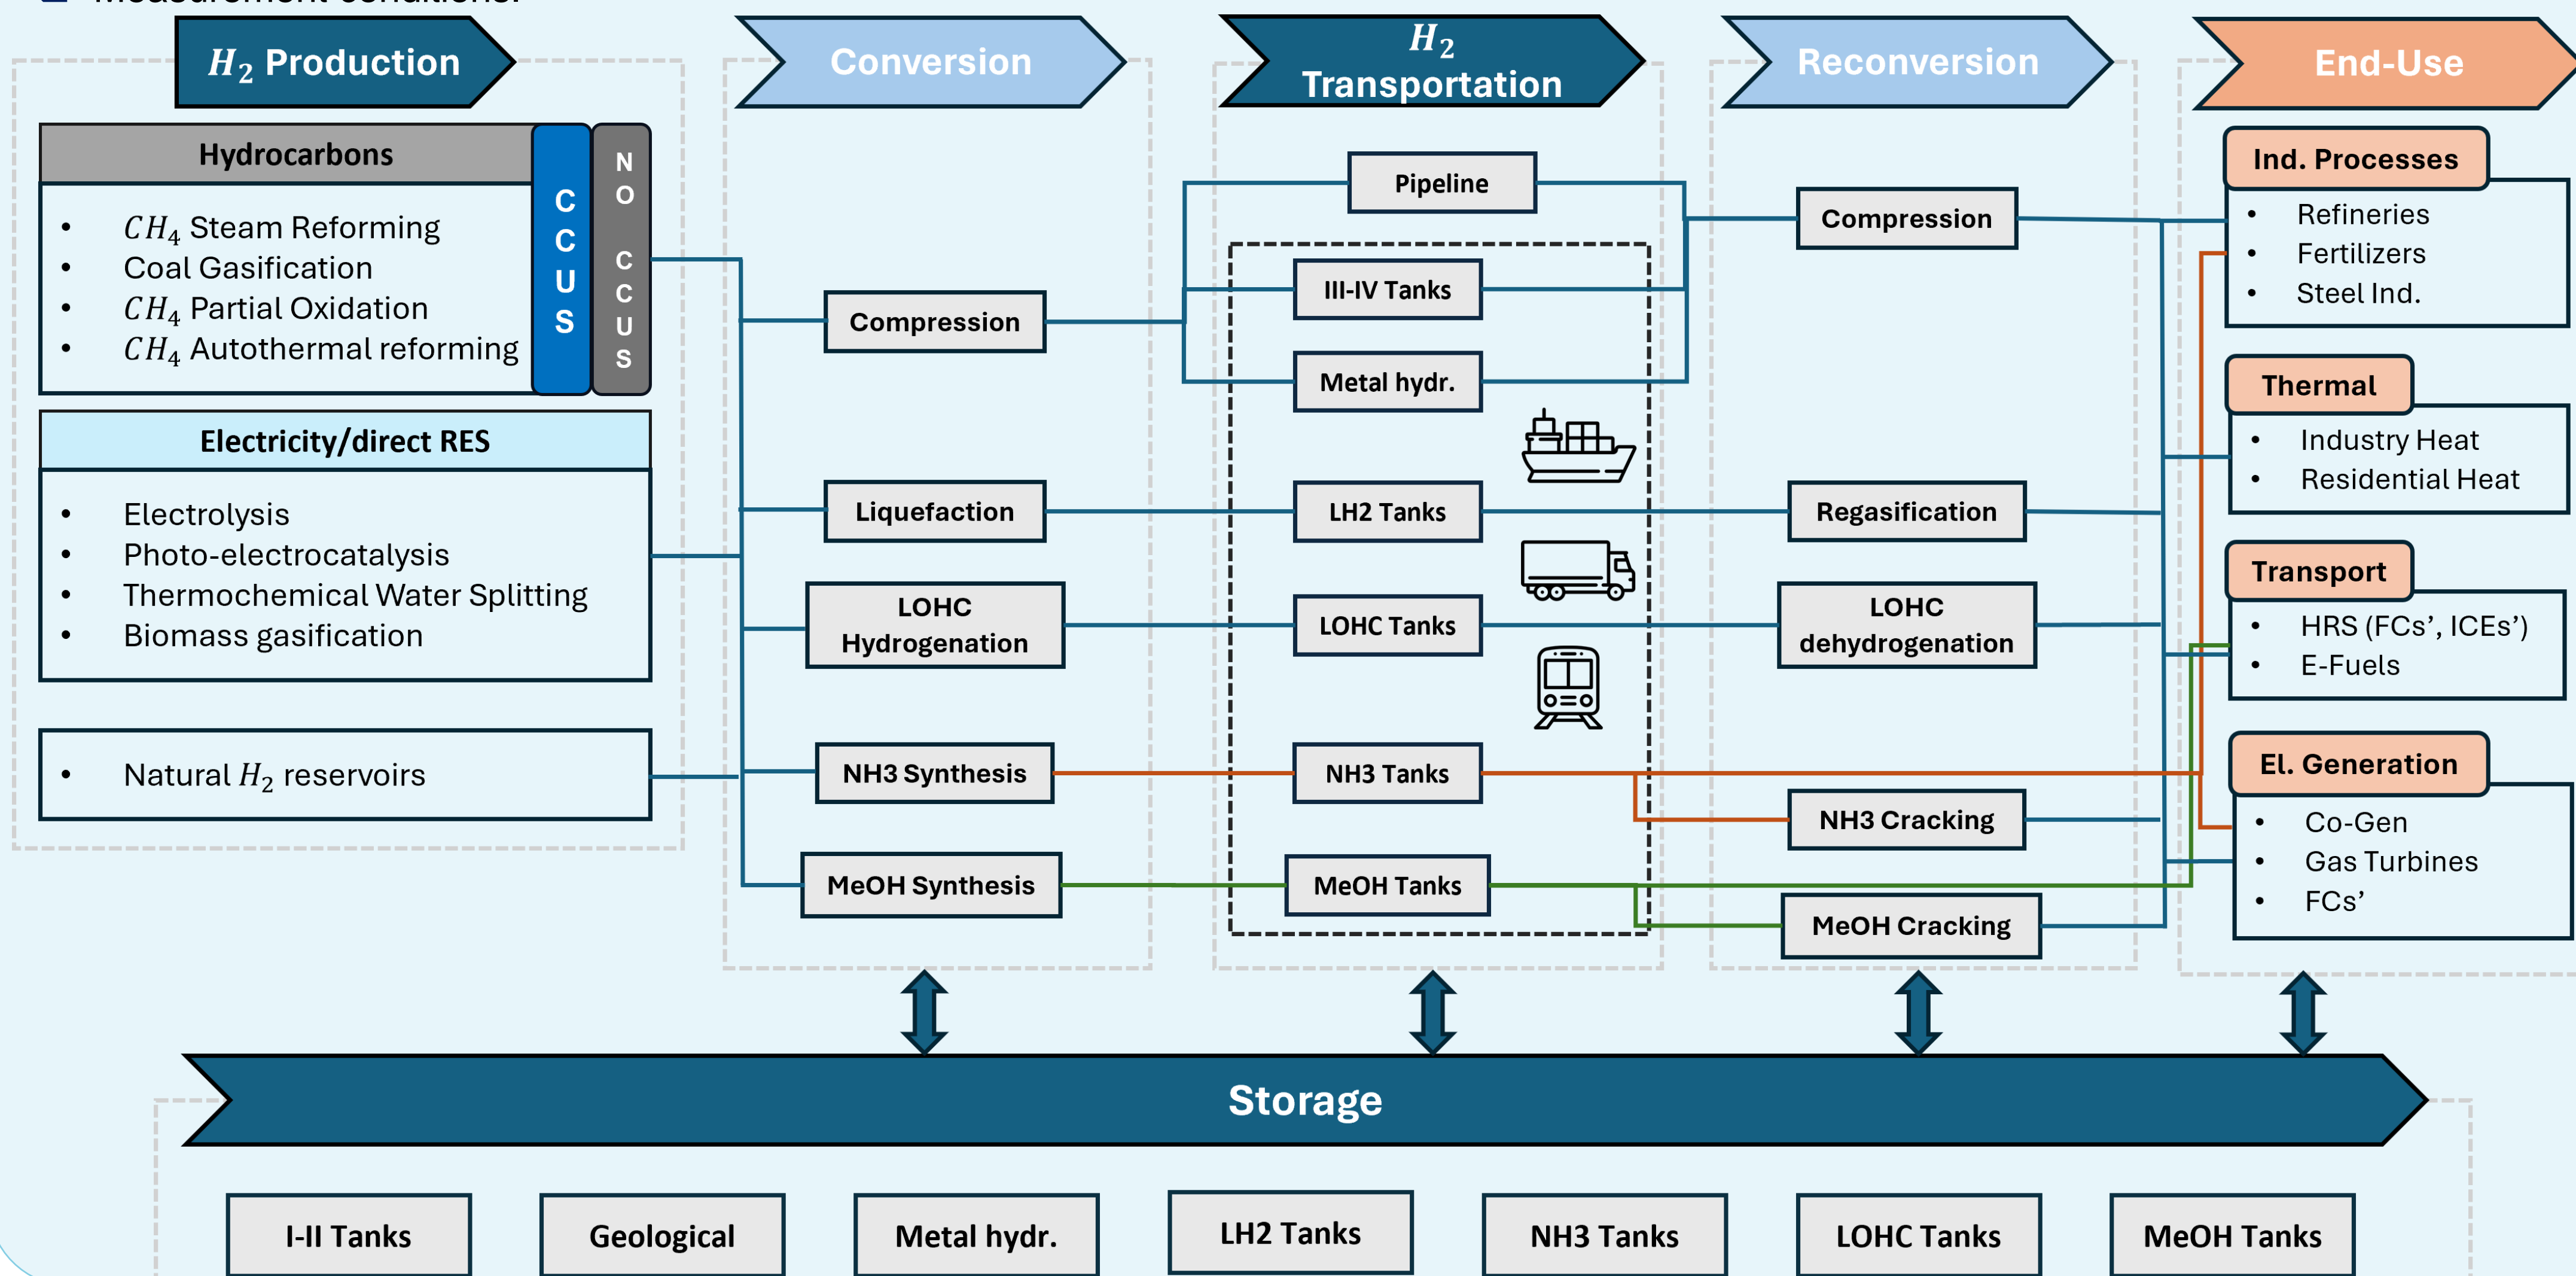 Measurement conditions:
H₂ Production
Conversion
H₂
Transportation
Reconversion
End-Use
Hydrocarbons
• CH₄ Steam Reforming
• Coal Gasification
• CH₄ Partial Oxidation
• CH₄ Autothermal reforming
CCUS
NO CCUS
Electricity/direct RES
• Electrolysis
• Photo-electrocatalysis
• Thermochemical Water Splitting
• Biomass gasification
• Natural H₂ reservoirs
Compression
Liquefaction
LOHC
Hydrogenation
NH3 Synthesis
MeOH Synthesis
Pipeline
III-IV Tanks
Metal hydr.
LH2 Tanks
LOHC Tanks
NH3 Tanks
MeOH Tanks
Compression
Regasification
LOHC
dehydrogenation
NH3 Cracking
MeOH Cracking
Ind. Processes
• Refineries
• Fertilizers
• Steel Ind.
Thermal
• Industry Heat
• Residential Heat
Transport
• HRS (FCs’, ICEs’)
• E-Fuels
El. Generation
• Co-Gen
• Gas Turbines
• FCs’
Storage
I-II Tanks
Geological
Metal hydr.
LH2 Tanks
NH3 Tanks
LOHC Tanks
MeOH Tanks